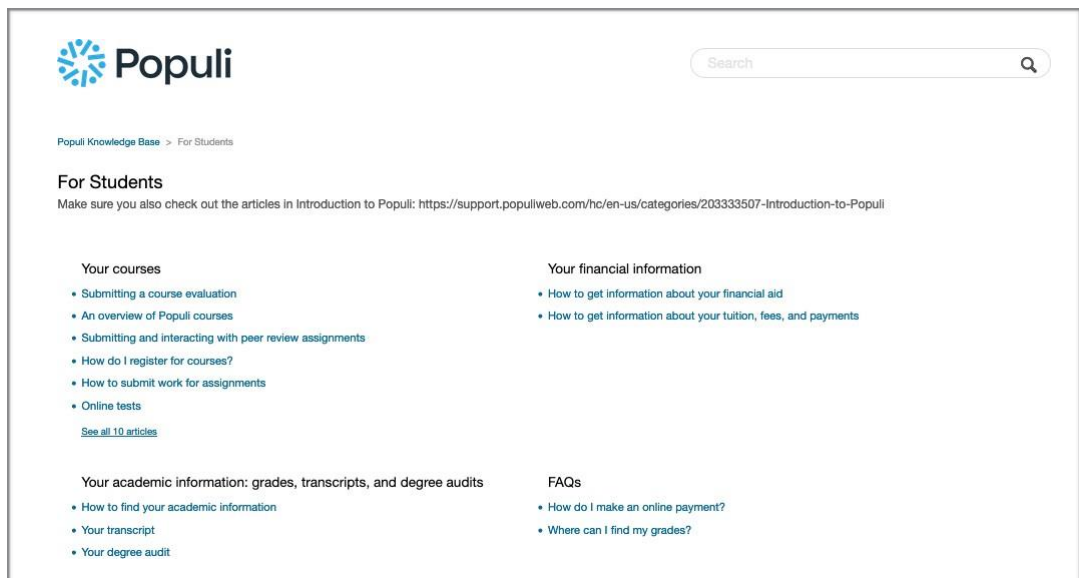 Populi
Search
Populi Knowledge Base > For Students
For Students
Make sure you also check out the articles in Introduction to Populi: https://support.populiweb.com/hc/en-us/categories/203333507-Introduction-to-Populi
Your courses
• Submitting a course evaluation
• An overview of Populi courses
• Submitting and interacting with peer review assignments
• How do I register for courses?
• How to submit work for assignments
• Online tests
See all 10 articles
Your financial information
• How to get information about your financial aid
• How to get information about your tuition, fees, and payments
Your academic information: grades, transcripts, and degree audits
• How to find your academic information
• Your transcript
• Your degree audit
FAQs
• How do I make an online payment?
• Where can I find my grades?